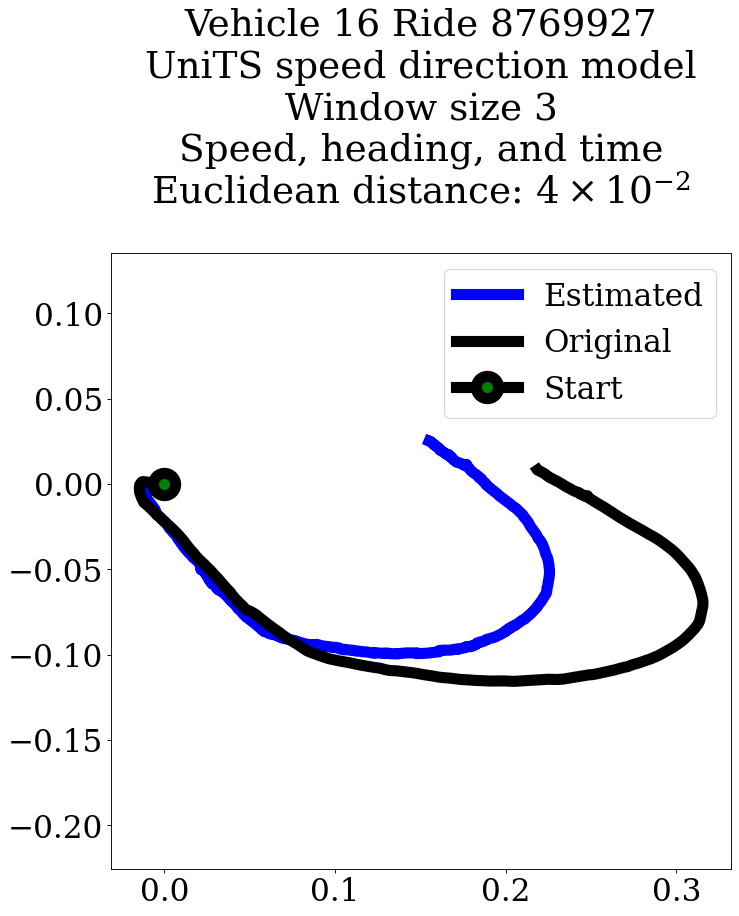 Vehicle 16 Ride 8769927
UniTS speed direction model
Window size 3
Speed, heading, and time
Euclidean distance: 4 × 10⁻²
Estimated
Original
Start
0.10
0.05
0.00
−0.05
−0.10
−0.15
−0.20
0.0 0.1 0.2 0.3